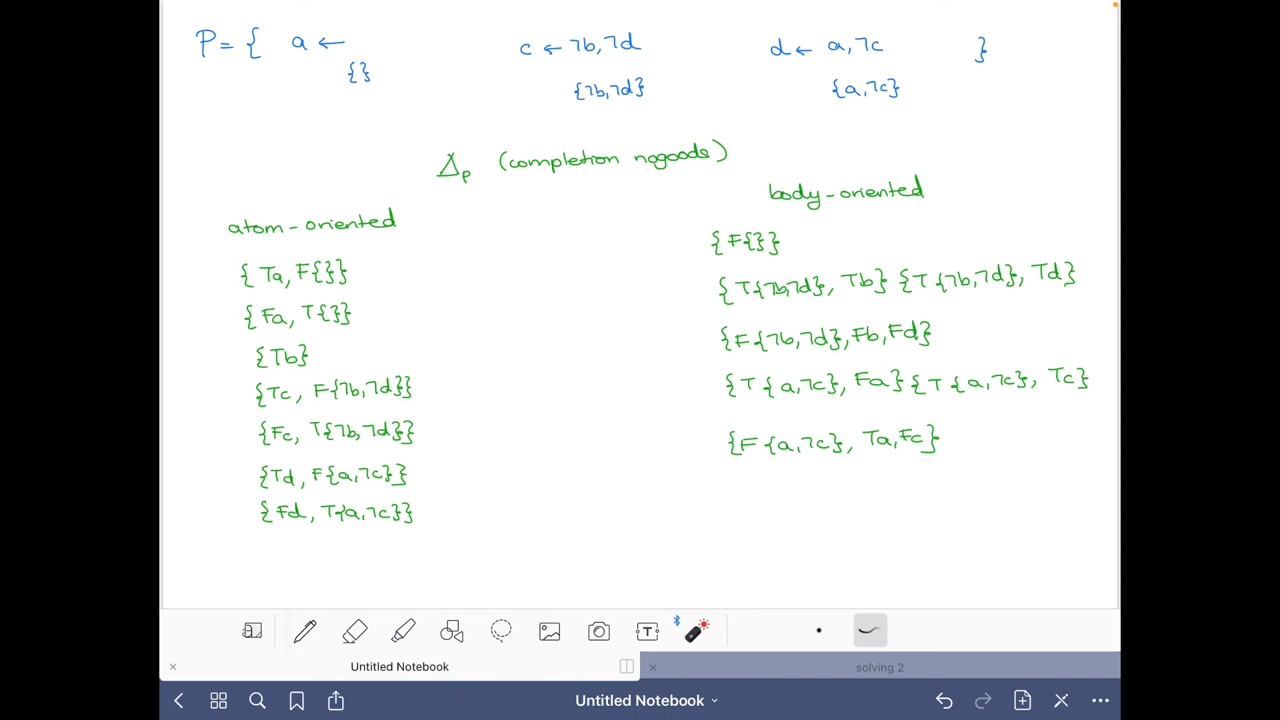 P = { a ← c ← ¬b, ¬d d ← a, ¬c }
{} {¬b, ¬d} {a, ¬c}
Δp (completion nogoods)
atom-oriented
{ Ta, F{}}
{ Fa, T{}}
{Tb}
{Tc, F{¬b, ¬d}}
{Fc, T{¬b, ¬d}}
{Td, F{a, ¬c}}
{Fd, T{a, ¬c}}
body-oriented
{ F{}}
{T{¬b, ¬d}, Tb} {T{¬b, ¬d}, Td}
{F{¬b, ¬d}, Fb, Fd}
{T{a, ¬c}, Fa} {T{a, ¬c}, Tc}
{F{a, ¬c}, Ta, Fc}
T
Untitled Notebook
solving 2
Untitled Notebook